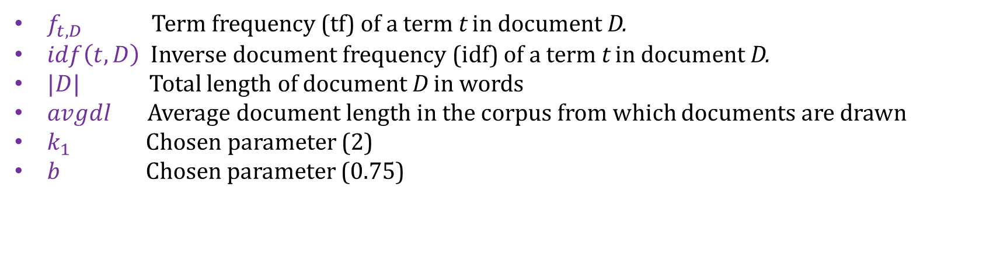 • f_{t,D} Term frequency (tf) of a term t in document D.
• idf(t, D) Inverse document frequency (idf) of a term t in document D.
• |D| Total length of document D in words
• avgdl Average document length in the corpus from which documents are drawn
• k₁ Chosen parameter (2)
• b Chosen parameter (0.75)